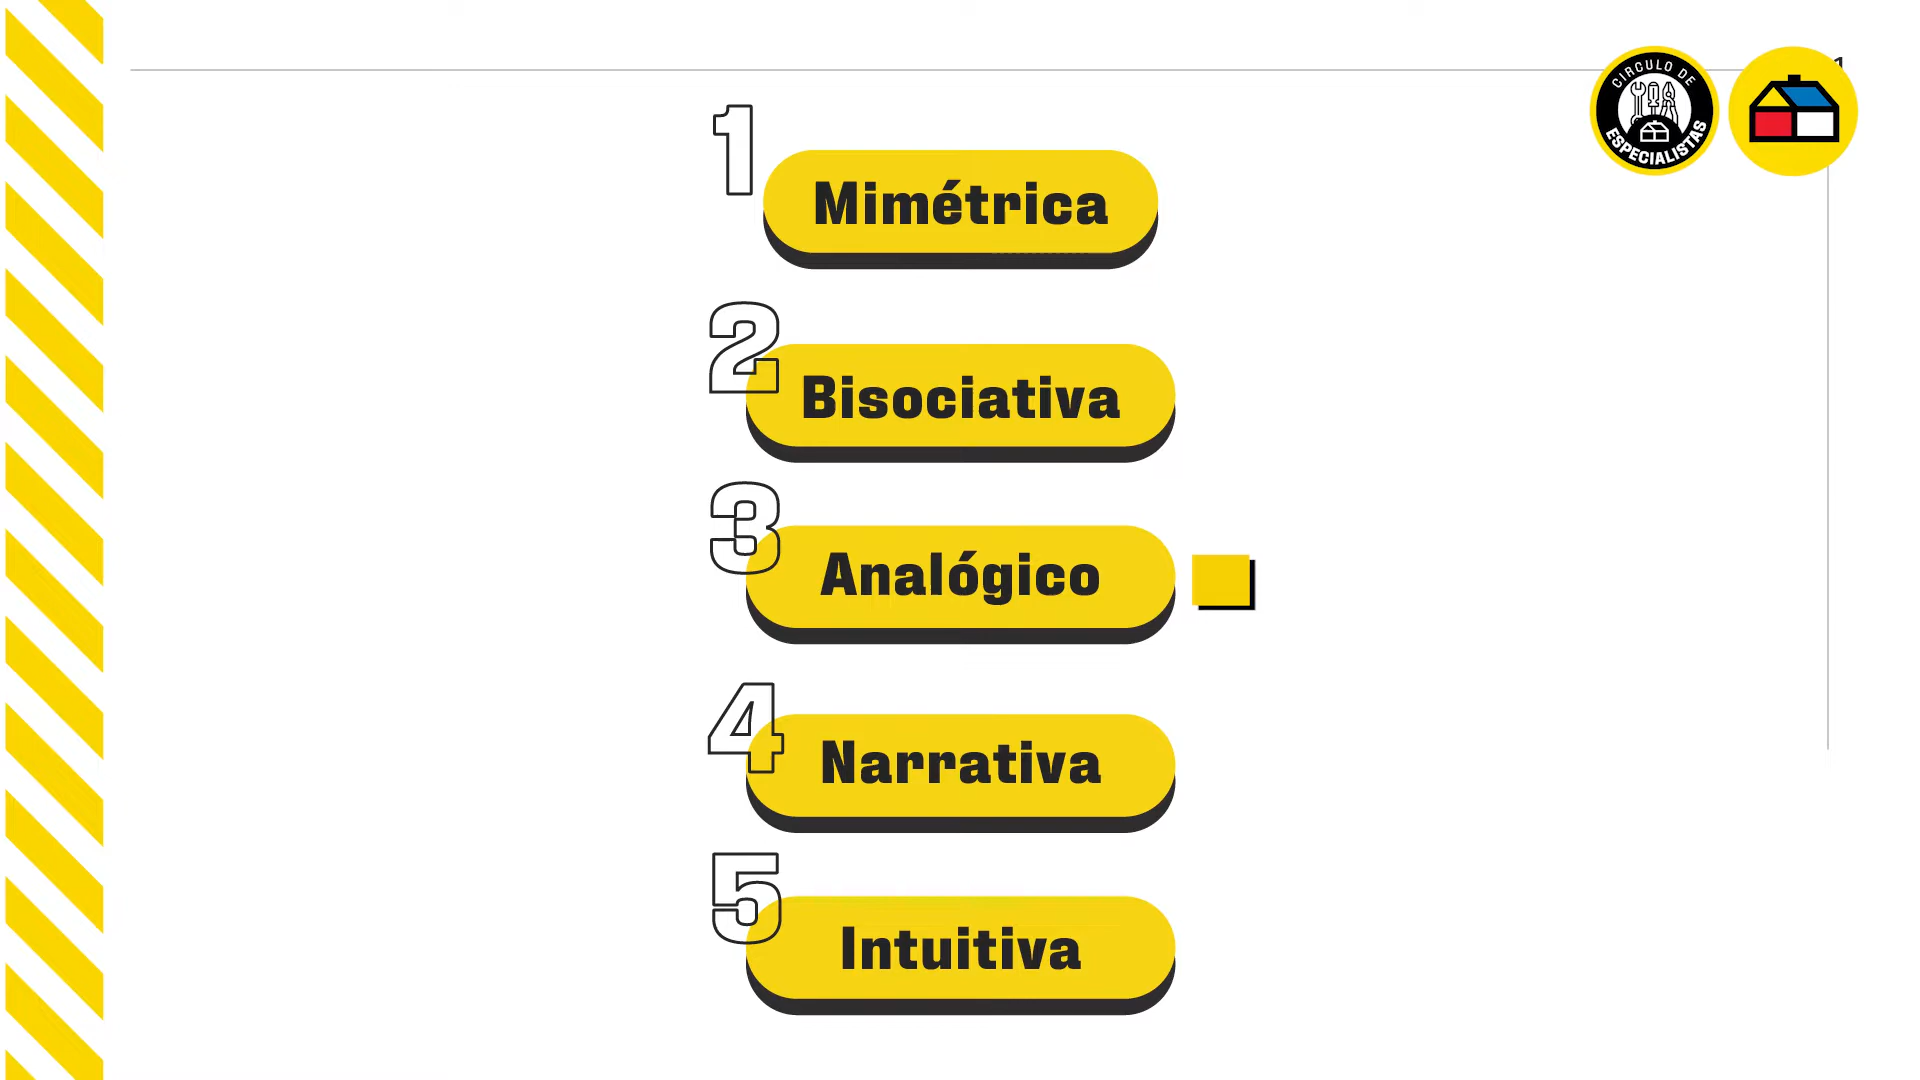 CIRCULO DE
ESPECIALISTAS
1
Mimétrica
2
Bisociativa
3
Analógico
4
Narrativa
5
Intuitiva